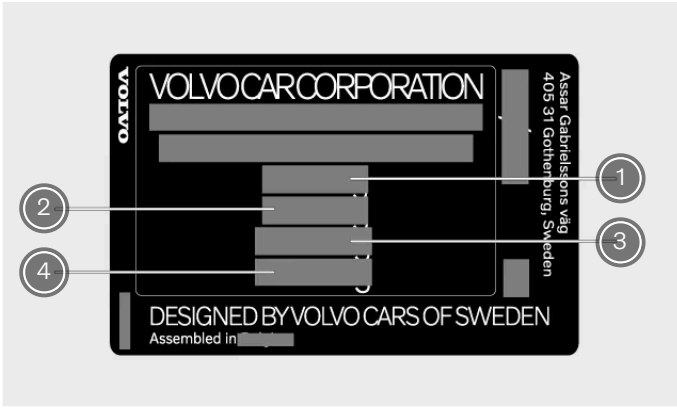 VOLVO
VOLVO CAR CORPORATION
Assar Gabrielssons väg
405 31 Gothenburg, Sweden
1
2
3
4
DESIGNED BY VOLVO CARS OF SWEDEN
Assembled in